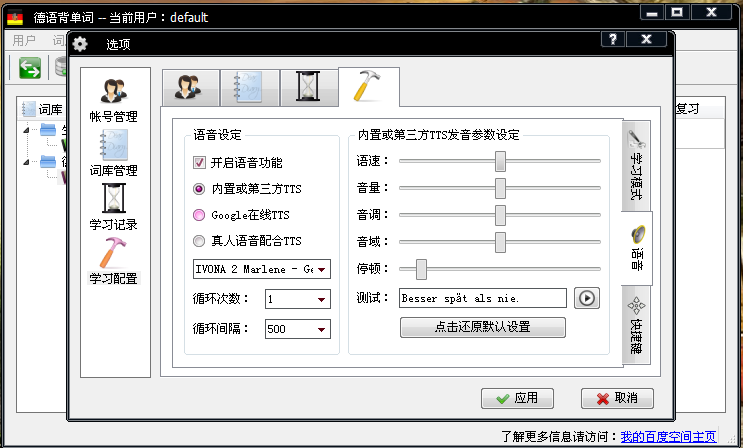 德语背单词 -- 当前用户：default
用户
选项
词库
复习
帐号管理
词库管理
学习记录
学习配置
语音设定
开启语音功能
内置或第三方TTS
Google在线TTS
真人语音配合TTS
IVONA 2 Marlene - Ge
循环次数：
1
循环间隔：
500
内置或第三方TTS发音参数设定
语速：
音量：
音调：
音域：
停顿：
测试：
Besser spät als nie.
点击还原默认设置
学习模式
语音
快捷键
应用
取消
了解更多信息请访问：我的百度空间主页